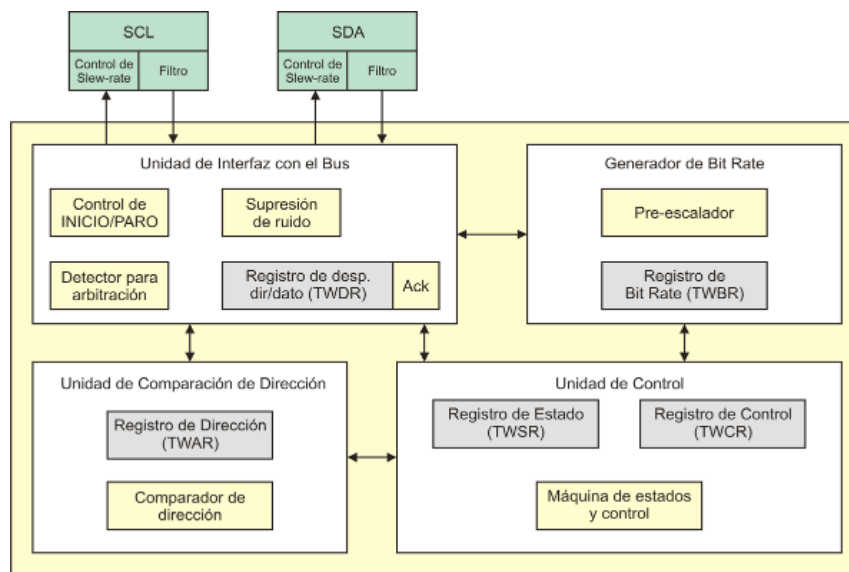 SCL
SDA
Control de
Slew-rate
Filtro
Control de
Slew-rate
Filtro
Unidad de Interfaz con el Bus
Control de
INICIO/PARO
Supresión
de ruido
Detector para
arbitración
Registro de desp.
dir/dato (TWDR)
Ack
Generador de Bit Rate
Pre-escalador
Registro de
Bit Rate (TWBR)
Unidad de Comparación de Dirección
Registro de Dirección
(TWAR)
Comparador de
dirección
Unidad de Control
Registro de Estado
(TWSR)
Registro de Control
(TWCR)
Máquina de estados
y control